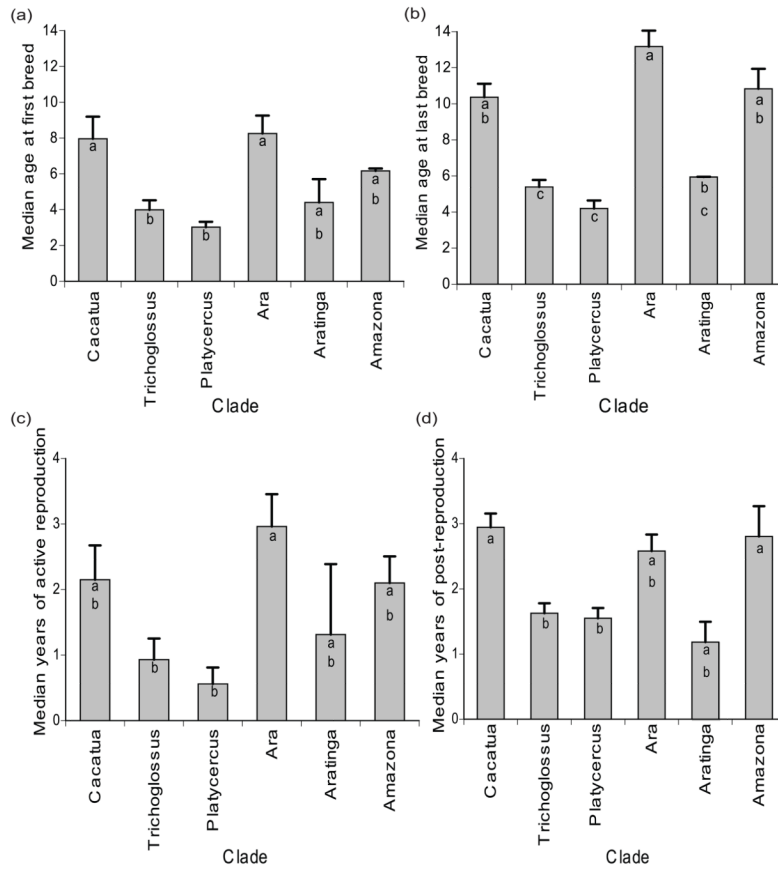 (a)
Median age at first breed
14
12
10
8
6
4
2
0
a
b
b
a
a
b
a
b
Cacatua
Trichoglossus
Platycercus
Ara
Aratinga
Amazona
Clade
(b)
Median age at last breed
14
12
10
8
6
4
2
0
a
b
c
c
a
b
c
a
b
Cacatua
Trichoglossus
Platycercus
Ara
Aratinga
Amazona
Clade
(c)
Median years of active reproduction
4
3
2
1
0
a
b
b
b
a
a
b
a
b
Cacatua
Trichoglossus
Platycercus
Ara
Aratinga
Amazona
Clade
(d)
Median years of post-reproduction
4
3
2
1
0
a
b
b
a
b
a
b
a
Cacatua
Trichoglossus
Platycercus
Ara
Aratinga
Amazona
Clade